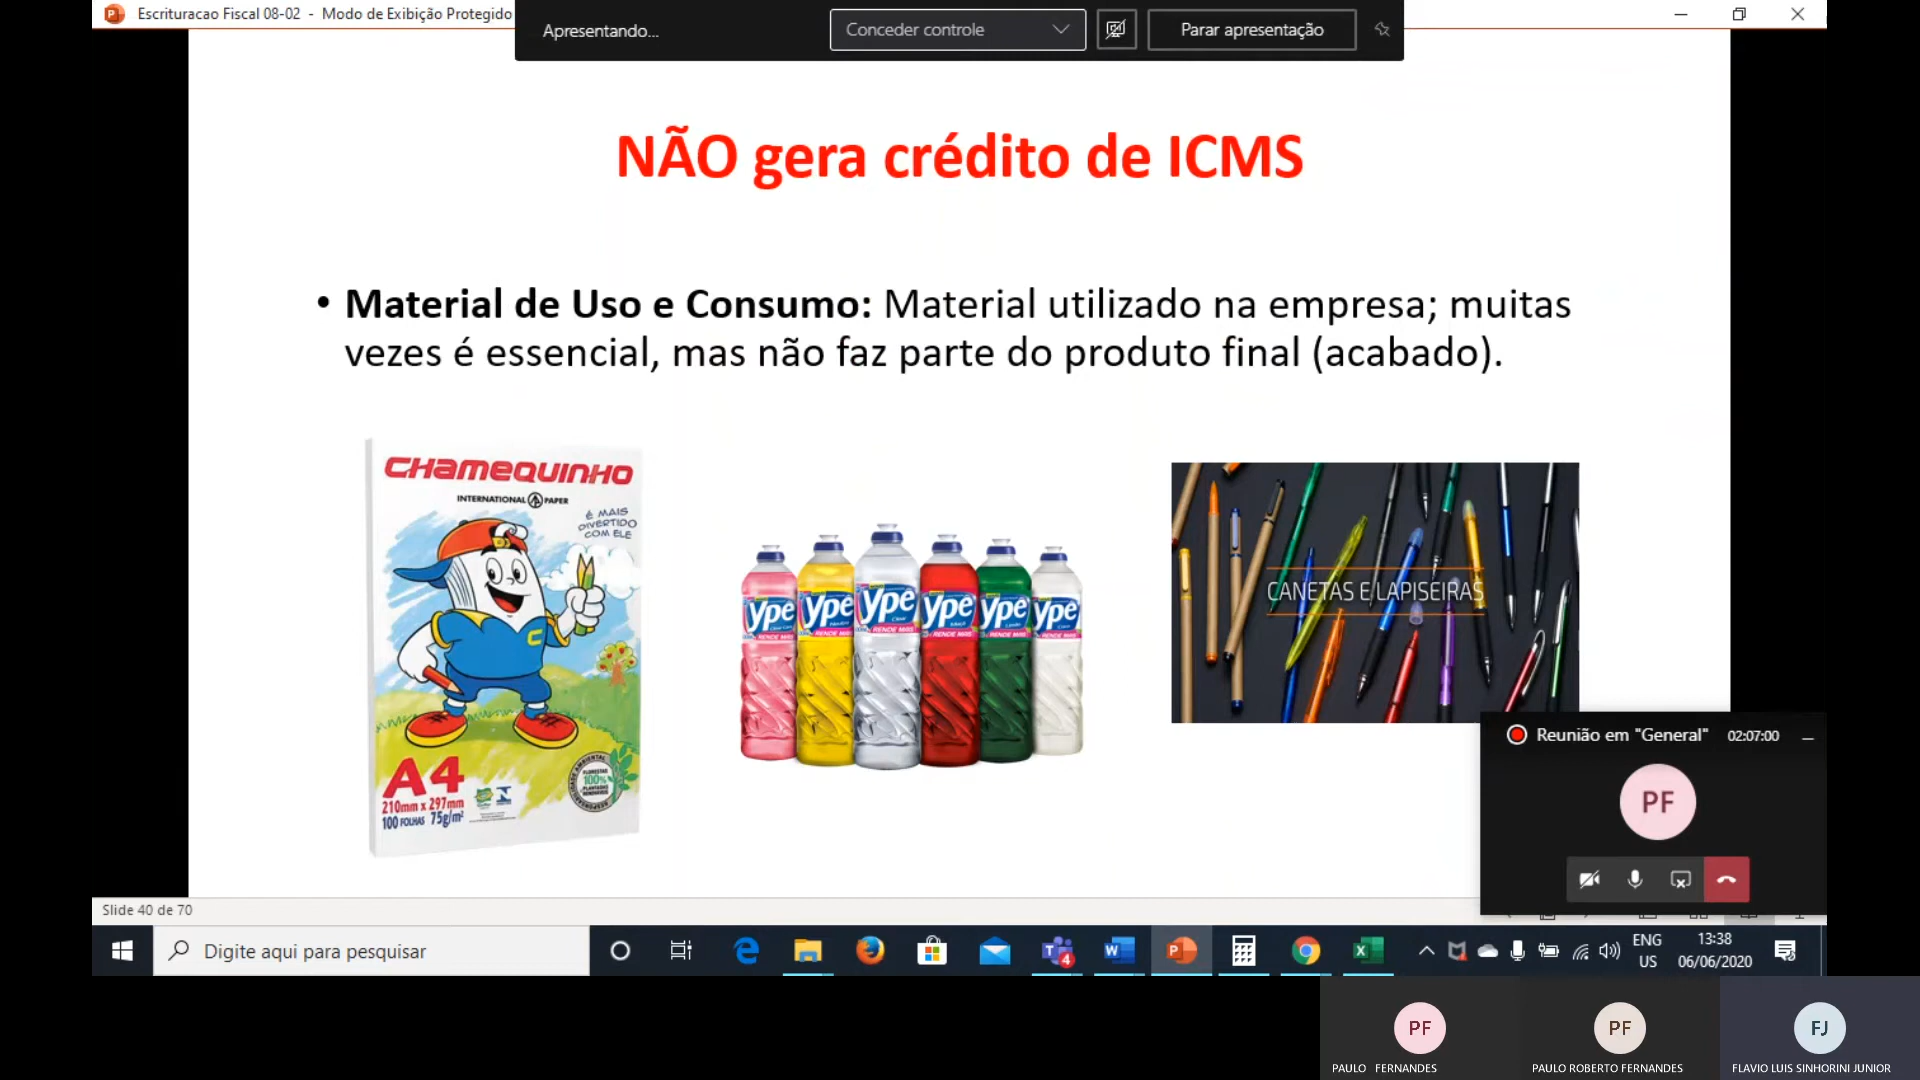 Escrituracao Fiscal 08-02 - Modo de Exibição Protegido
Apresentando...
Conceder controle
Parar apresentação
NÃO gera crédito de ICMS
• Material de Uso e Consumo: Material utilizado na empresa; muitas
vezes é essencial, mas não faz parte do produto final (acabado).
CHAMEQUINHO
INTERNATIONAL PAPER
É MAIS
DIVERTIDO
COM ELE
C
A4
210mm x 297mm
100 FOLHAS 75g/m²
Ypê Ypê Ypê Ypê Ypê Ypê
RENDE MAIS
CANETAS E LAPISEIRAS
Reunião em "General" 02:07:00
PF
Slide 40 de 70
Digite aqui para pesquisar
4
ENG
US
13:38
06/06/2020
PF
PAULO FERNANDES
PF
PAULO ROBERTO FERNANDES
FJ
FLAVIO LUIS SINHORINI JUNIOR